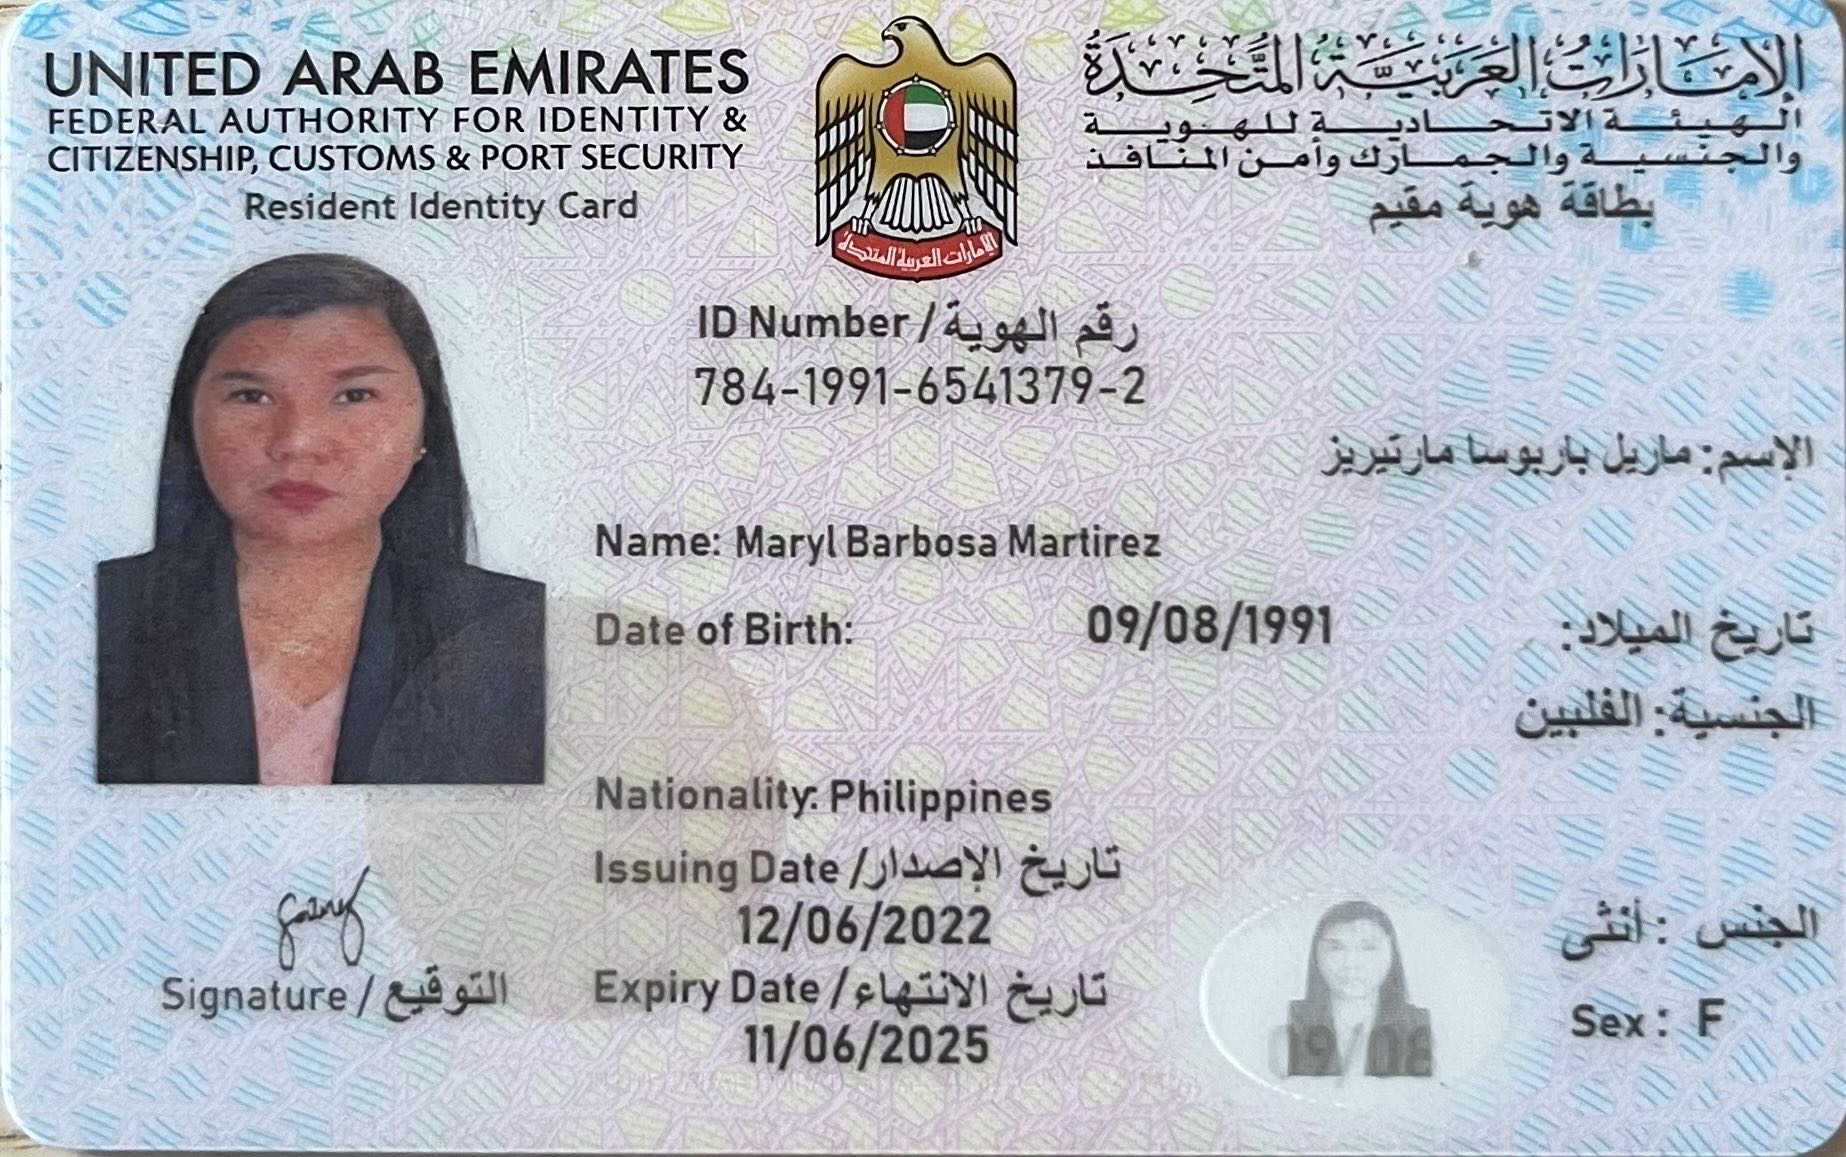 UNITED ARAB EMIRATES
FEDERAL AUTHORITY FOR IDENTITY &
CITIZENSHIP, CUSTOMS & PORT SECURITY
Resident Identity Card
الإمارات العربية المتحدة
الهيئة الاتحادية للهوية
والجنسية والجمارك وأمن المنافذ
بطاقة هوية مقيم
الإمارات العربية المتحدة
ID Number / رقم الهوية
784-1991-6541379-2
الإسم: ماريل باربوسا مارتيريز
Name: Maryl Barbosa Martirez
Date of Birth: 09/08/1991 تاريخ الميلاد:
الجنسية: الفلبين
Nationality: Philippines
Issuing Date / تاريخ الإصدار
12/06/2022
Expiry Date / تاريخ الانتهاء
11/06/2025
Signature / التوقيع
الجنس : أنثى
Sex : F
09/08